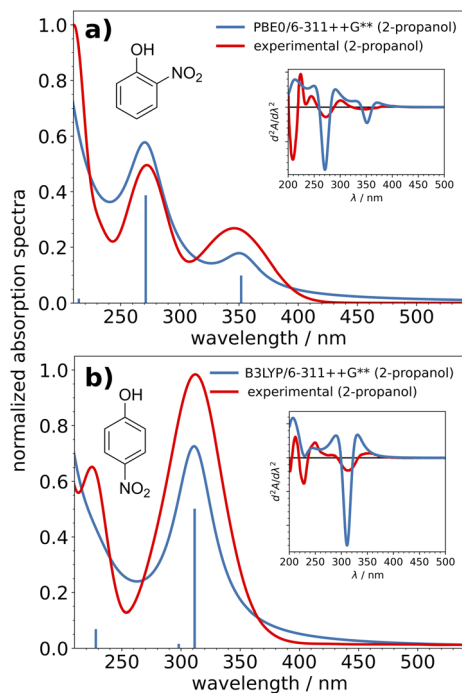 a)
PBE0/6-311++G** (2-propanol)
experimental (2-propanol)
OH
NO2
d²A/dλ²
200 250 300 350 400 450 500
λ / nm
1.0
0.8
0.6
0.4
0.2
0.0
250 300 350 400 450 500
wavelength / nm
normalized absorption spectra
b)
B3LYP/6-311++G** (2-propanol)
experimental (2-propanol)
OH
NO2
d²A/dλ²
200 250 300 350 400 450 500
λ / nm
1.0
0.8
0.6
0.4
0.2
0.0
250 300 350 400 450 500
wavelength / nm